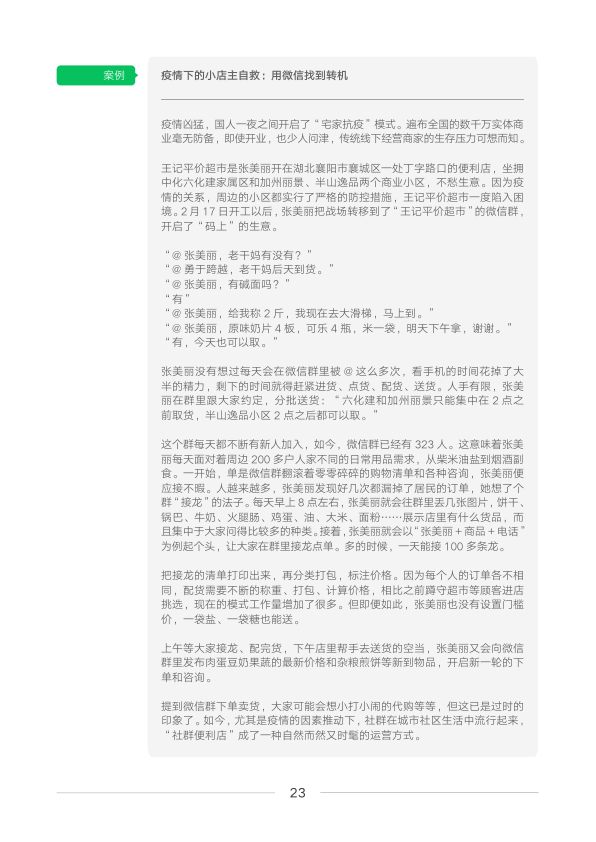 案例
疫情下的小店主自救：用微信找到转机
疫情凶猛，国人一夜之间开启了“宅家抗疫”模式。遍布全国的数千万实体商
业毫无防备，即使开业，也少人问津，传统线下经营商家的生存压力可想而知。
王记平价超市是张美丽开在湖北襄阳市襄城区一处丁字路口的便利店，坐拥
中化六化建家属区和加州丽景、半山逸品两个商业小区，不愁生意。因为疫
情的关系，周边的小区都实行了严格的防控措施，王记平价超市一度陷入困
境。2 月 17 日开工以后，张美丽把战场转移到了“王记平价超市”的微信群，
开启了“码上”的生意。
“@ 张美丽，老干妈有没有？”
“@ 勇于跨越，老干妈后天到货。”
“@ 张美丽，有碱面吗？”
“有”
“@ 张美丽，给我称 2 斤，我现在去大滑梯，马上到。”
“@ 张美丽，原味奶片 4 板，可乐 4 瓶，米一袋，明天下午拿，谢谢。”
“有，今天也可以取。”
张美丽没有想过每天会在微信群里被 @ 这么多次，看手机的时间花掉了大
半的精力，剩下的时间就得赶紧进货、点货、配货、送货。人手有限，张美
丽在群里跟大家约定，分批送货：“六化建和加州丽景只能集中在 2 点之
前取货，半山逸品小区 2 点之后都可以取。”
这个群每天都不断有新人加入，如今，微信群已经有 323 人。这意味着张美
丽每天面对着周边 200 多户人家不同的日常用品需求，从柴米油盐到烟酒副
食。一开始，单是微信群翻滚着零零碎碎的购物清单和各种咨询，张美丽便
应接不暇。人越来越多，张美丽发现好几次都漏掉了居民的订单，她想了个
群“接龙”的法子。每天早上 8 点左右，张美丽就会往群里丢几张图片，饼干、
锅巴、牛奶、火腿肠、鸡蛋、油、大米、面粉……展示店里有什么货品，而
且集中于大家问得比较多的种类。接着，张美丽就会以“张美丽＋商品＋电话”
为例起个头，让大家在群里接龙点单。多的时候，一天能接 100 多条龙。
把接龙的清单打印出来，再分类打包，标注价格。因为每个人的订单各不相
同，配货需要不断的称重、打包、计算价格，相比之前蹲守超市等顾客进店
挑选，现在的模式工作量增加了很多。但即便如此，张美丽也没有设置门槛
价，一袋盐、一袋糖也能送。
上午等大家接龙、配完货，下午店里帮手去送货的空当，张美丽又会向微信
群里发布肉蛋豆奶果蔬的最新价格和杂粮煎饼等新到物品，开启新一轮的下
单和咨询。
提到微信群下单卖货，大家可能会想小打小闹的代购等等，但这已是过时的
印象了。如今，尤其是疫情的因素推动下，社群在城市社区生活中流行起来，
“社群便利店”成了一种自然而然又时髦的运营方式。
23